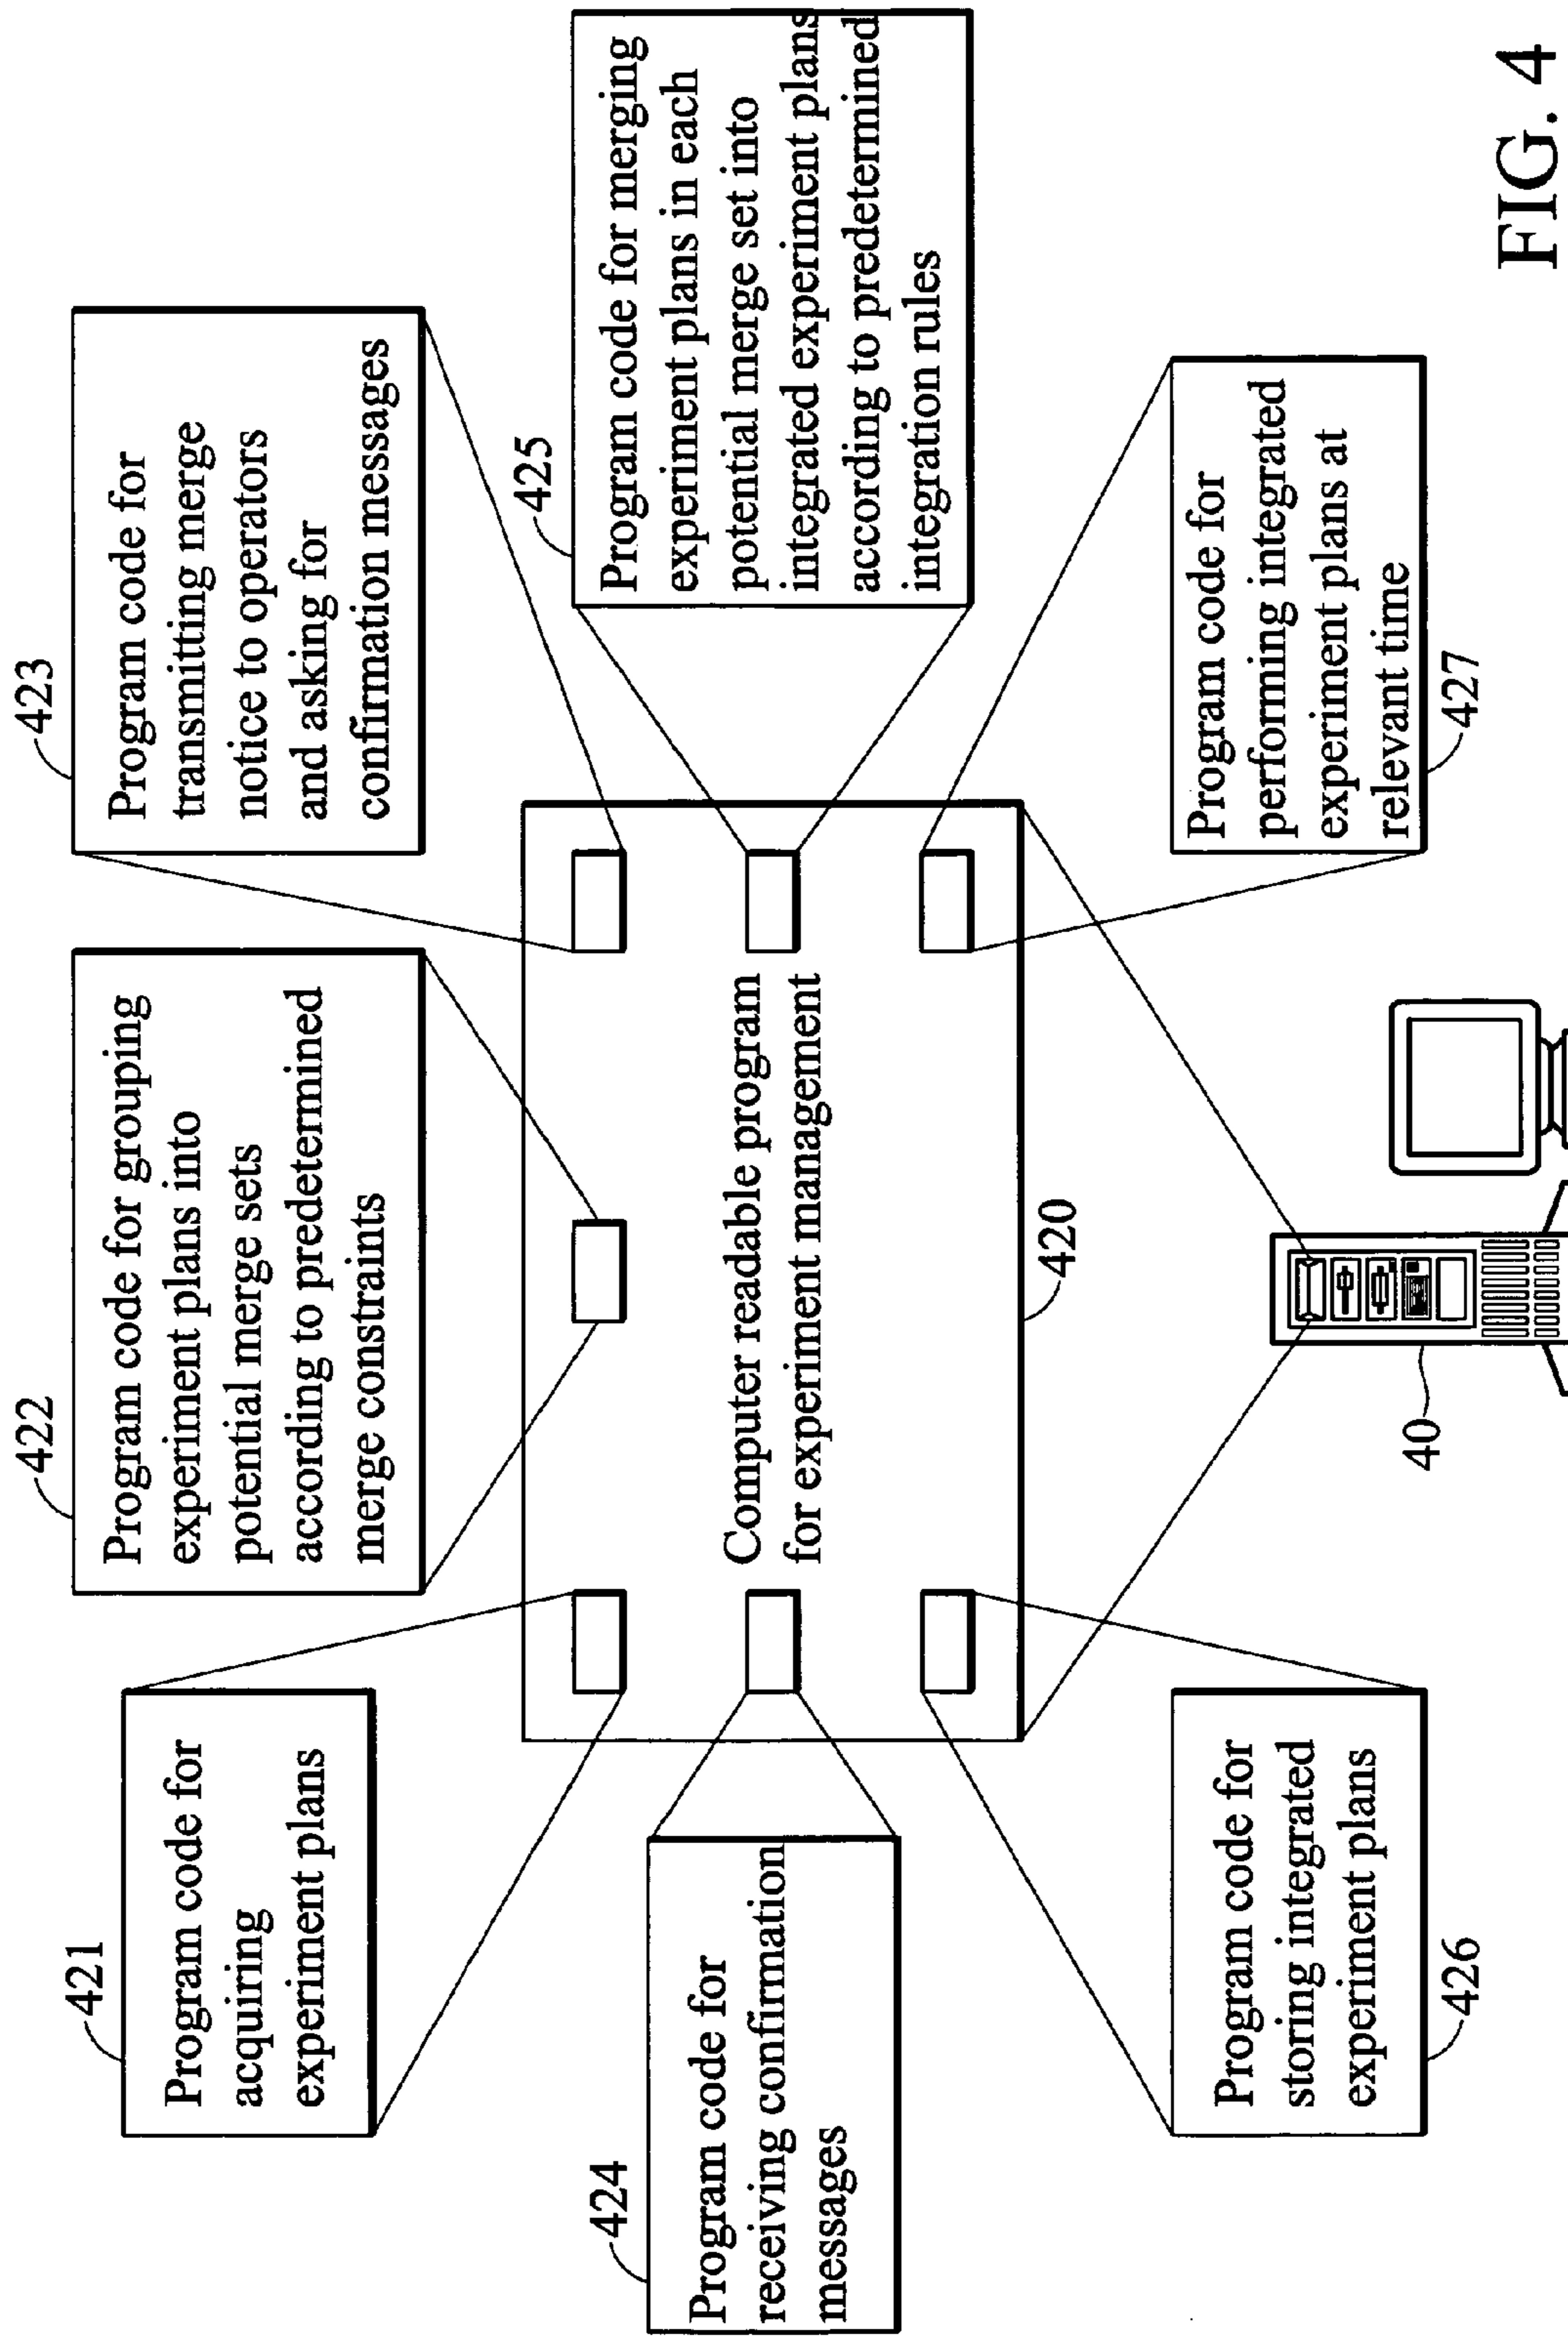 421
Program code for
acquiring
experiment plans
422
Program code for grouping
experiment plans into
potential merge sets
according to predetermined
merge constraints
423
Program code for
transmitting merge
notice to operators
and asking for
confirmation messages
424
Program code for
receiving confirmation
messages
Computer readable program
for experiment management
420
425
Program code for merging
experiment plans in each
potential merge set into
integrated experiment plans
according to predetermined
integration rules
Program code for
storing integrated
experiment plans
426
Program code for
performing integrated
experiment plans at
relevant time
427
40
FIG. 4